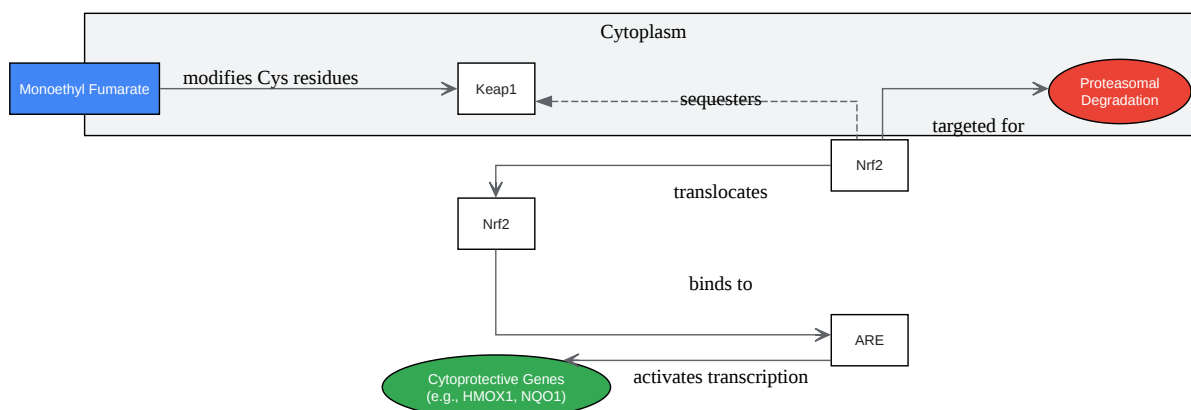 Cytoplasm
Monoethyl Fumarate
modifies Cys residues
Keap1
sequesters
Proteasomal
Degradation
targeted for
Nrf2
translocates
Nrf2
binds to
ARE
activates transcription
Cytoprotective Genes
(e.g., HMOX1, NQO1)